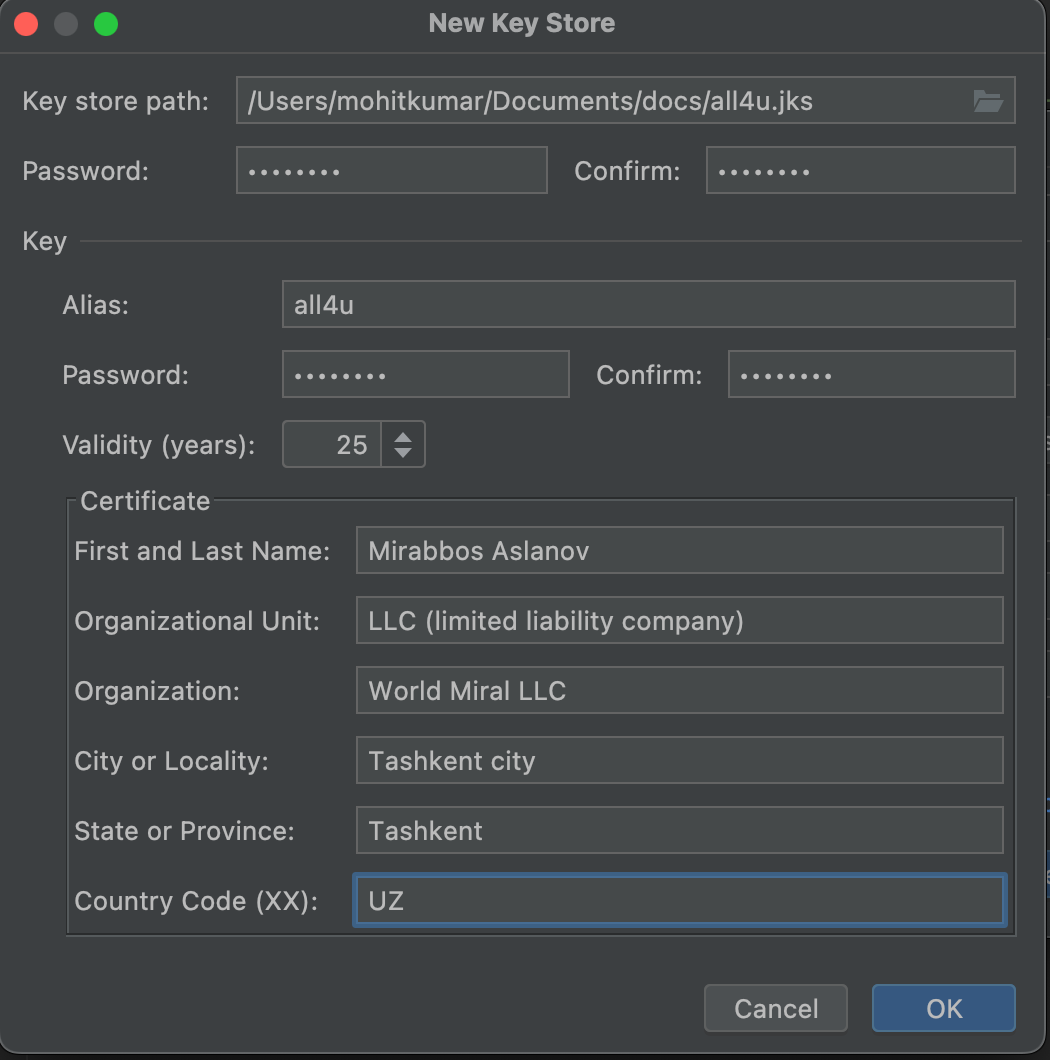 New Key Store
Key store path: /Users/mohitkumar/Documents/docs/all4u.jks
Password: •••••••• Confirm: ••••••••
Key
Alias: all4u
Password: •••••••• Confirm: ••••••••
Validity (years): 25
Certificate
First and Last Name: Mirabbos Aslanov
Organizational Unit: LLC (limited liability company)
Organization: World Miral LLC
City or Locality: Tashkent city
State or Province: Tashkent
Country Code (XX): UZ
Cancel OK